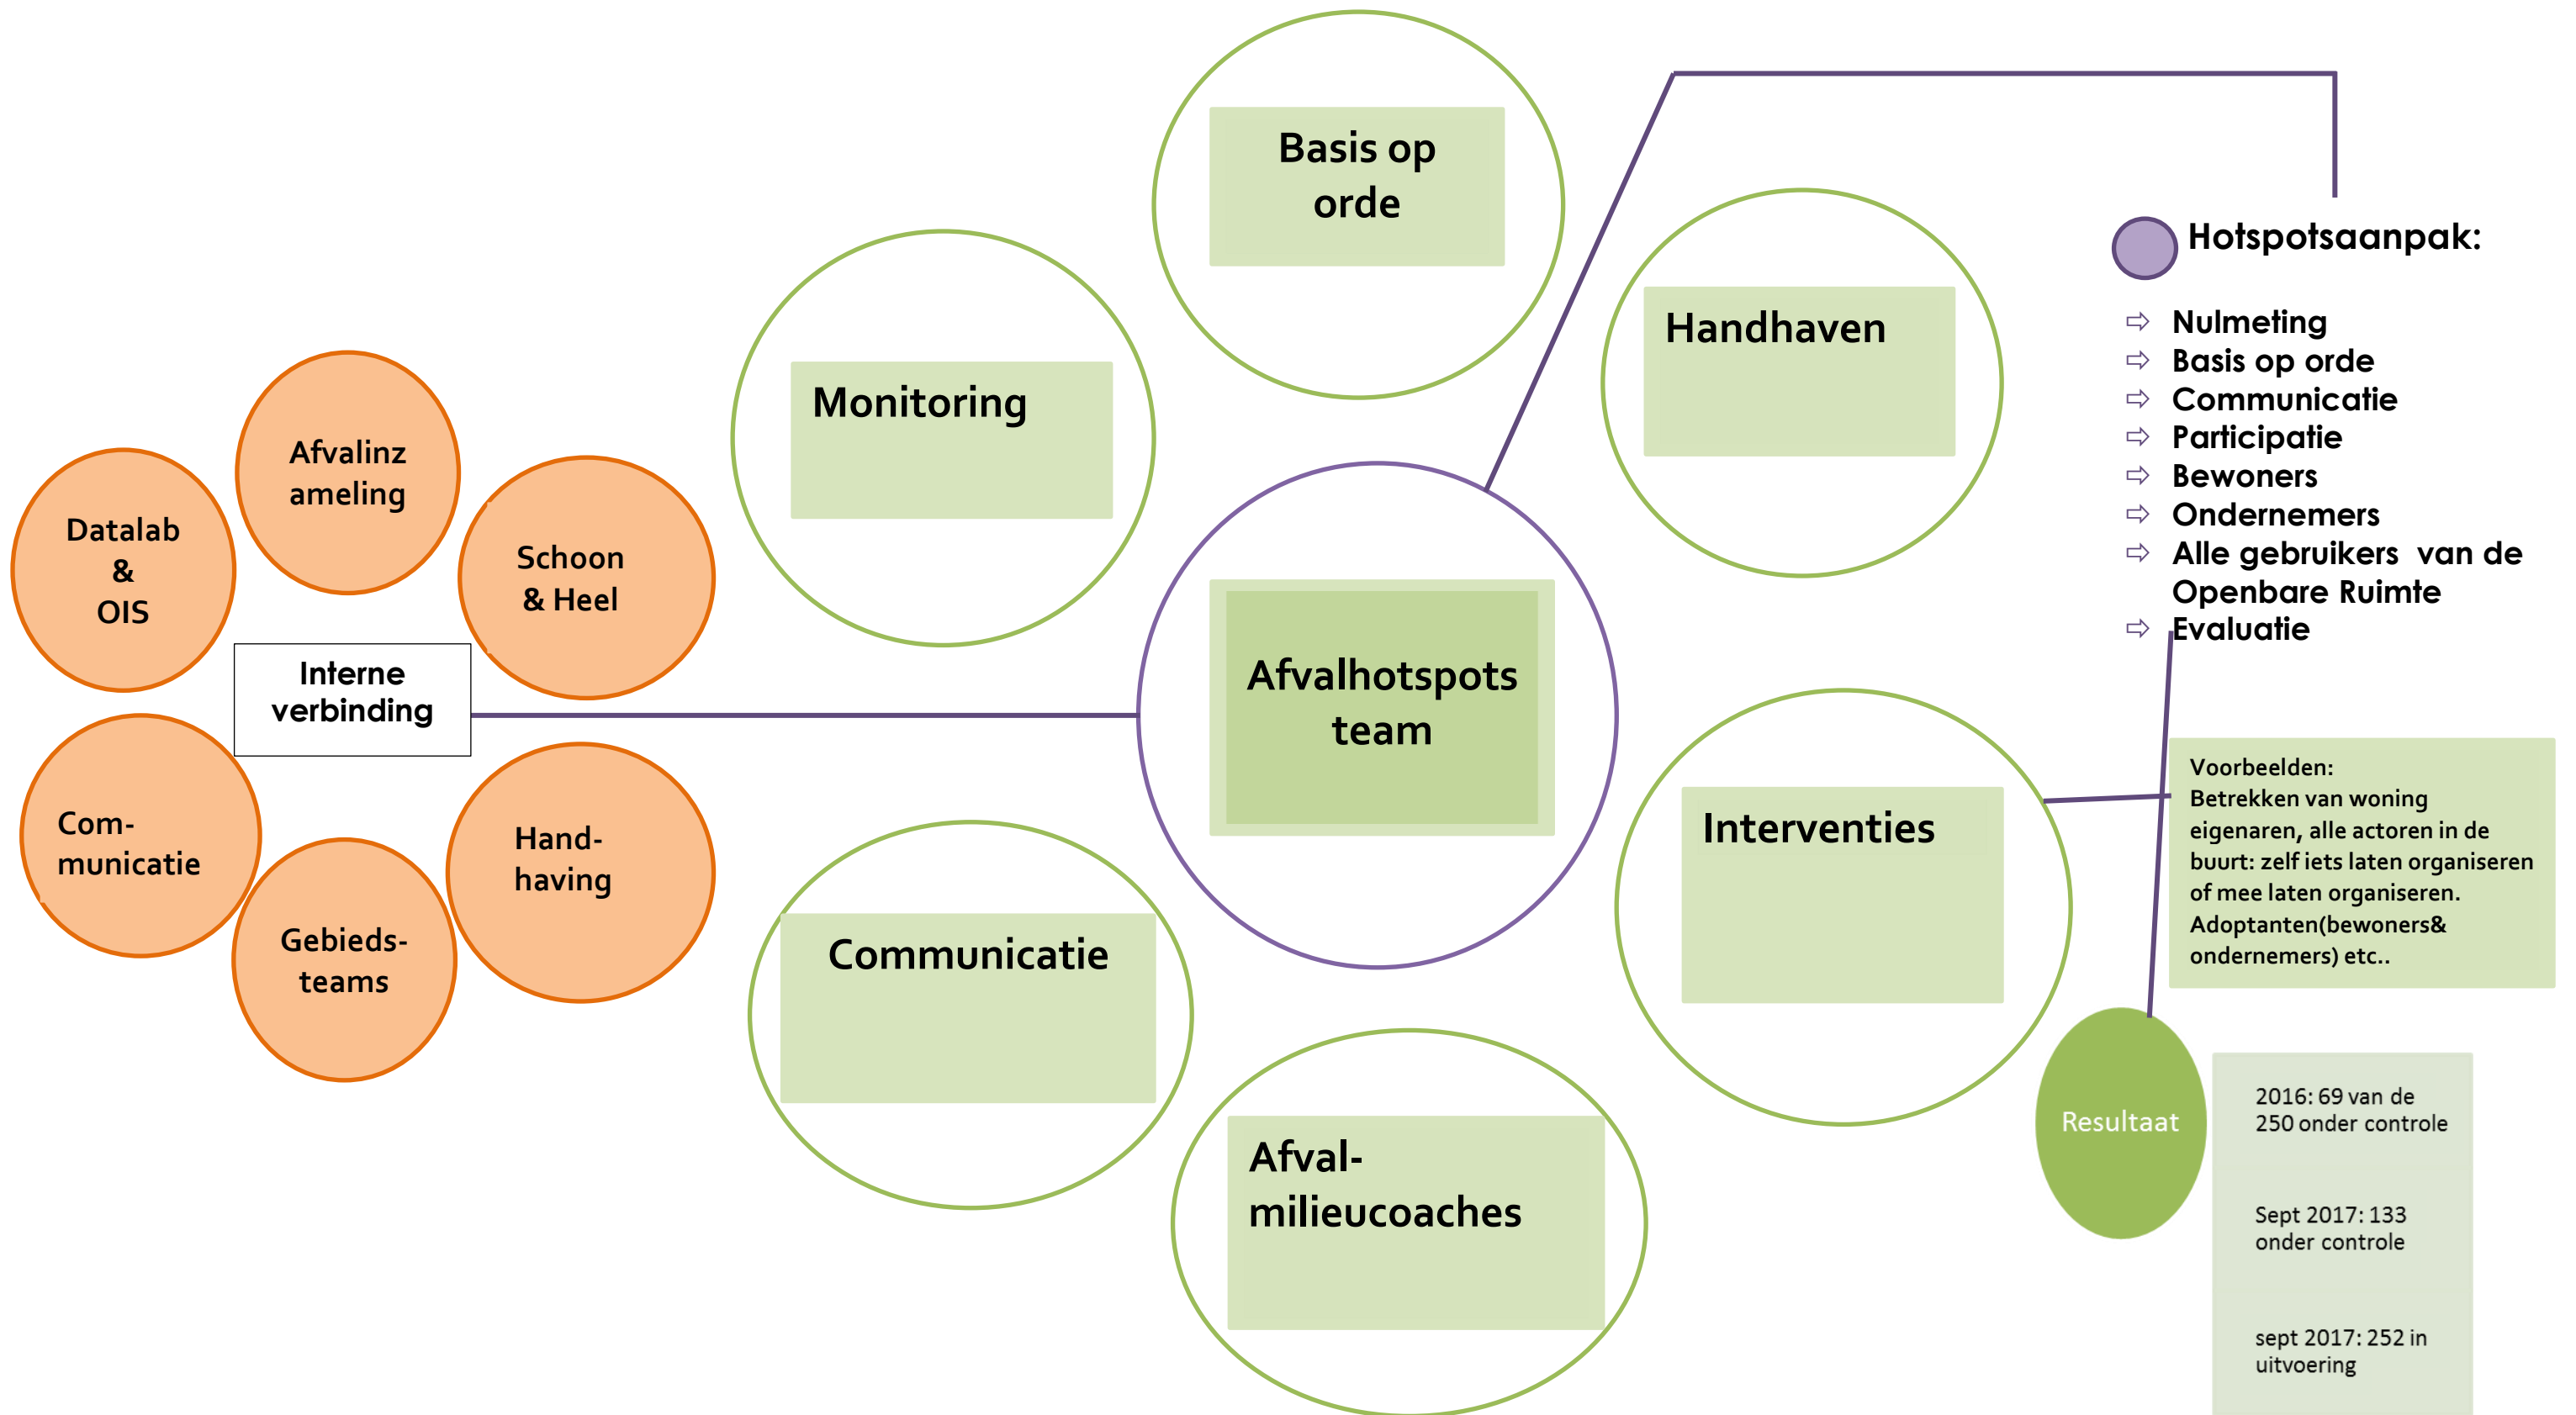 Basis op
orde
Handhaven
Monitoring
Afvalhotspots
team
Interventies
Communicatie
Afval-
milieucoaches
Datalab
&
OIS
Afvalinz
ameling
Schoon
& Heel
Interne
verbinding
Com-
municatie
Gebieds-
teams
Hand-
having
Hotspotsaanpak:
⇨ Nulmeting
⇨ Basis op orde
⇨ Communicatie
⇨ Participatie
⇨ Bewoners
⇨ Ondernemers
⇨ Alle gebruikers van de
Openbare Ruimte
⇨ Evaluatie
Voorbeelden:
Betrekken van woning
eigenaren, alle actoren in de
buurt: zelf iets laten organiseren
of mee laten organiseren.
Adoptanten(bewoners&
ondernemers) etc..
Resultaat
2016: 69 van de
250 onder controle
Sept 2017: 133
onder controle
sept 2017: 252 in
uitvoering